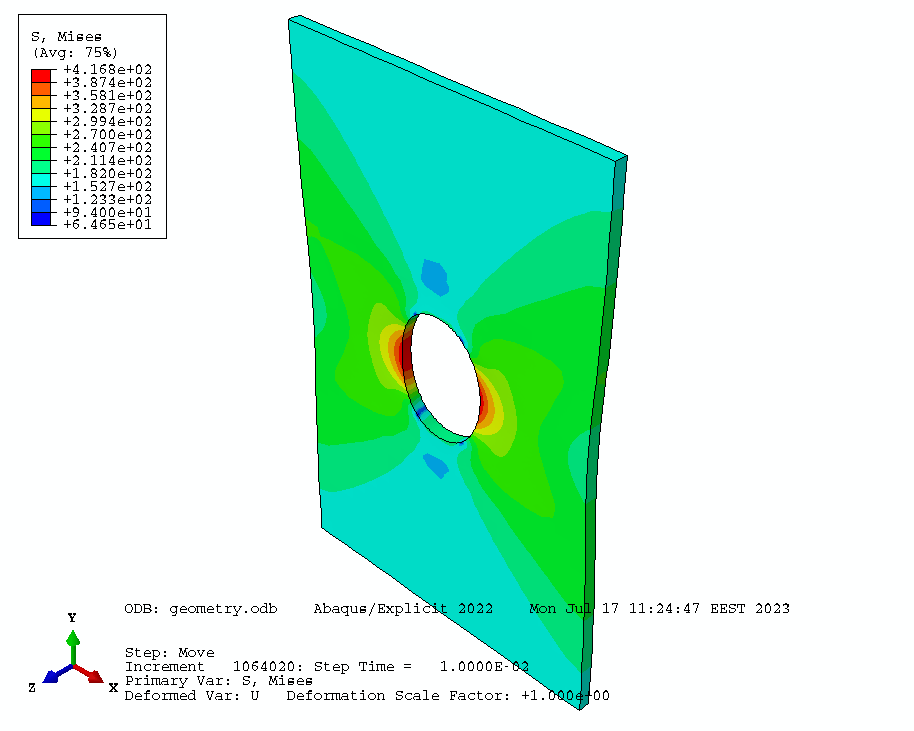 S, Mises
(Avg: 75%)
+4.168e+02
+3.874e+02
+3.581e+02
+3.287e+02
+2.994e+02
+2.700e+02
+2.407e+02
+2.114e+02
+1.820e+02
+1.527e+02
+1.233e+02
+9.400e+01
+6.465e+01
ODB: geometry.odb Abaqus/Explicit 2022 Mon Jul 17 11:24:47 EEST 2023
Y
Z
X
Step: Move
Increment 1064020: Step Time = 1.0000E-02
Primary Var: S, Mises
Deformed Var: U Deformation Scale Factor: +1.000e+00